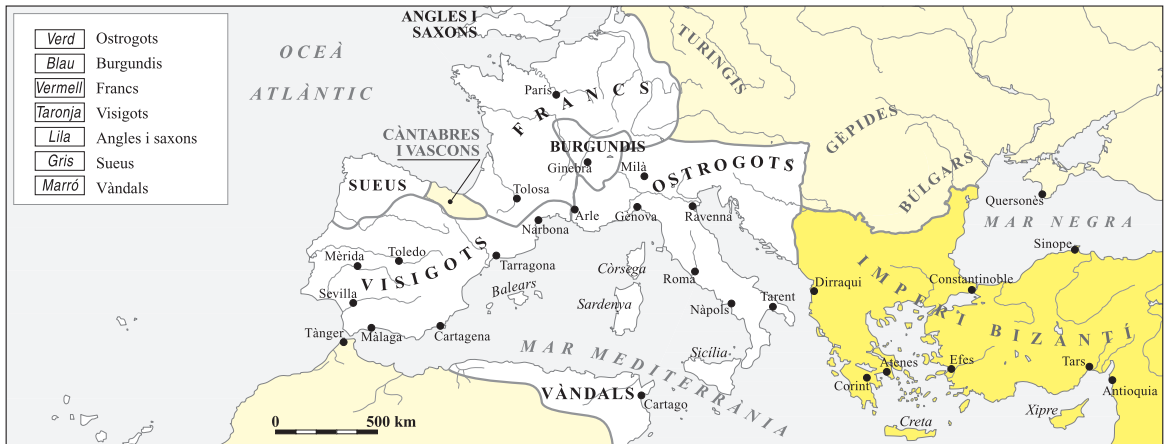 Verd Ostrogots
Blau Burgundis
Vermell Francs
Taronja Visigots
Lila Angles i saxons
Gris Sueus
Marró Vàndals
OCEÀ
ATLÀNTIC
ANGLES I
SAXONS
TURINGIS
París
FRANCS
GÈPIDES
CÀNTABRES
I VASCONS
BURGUNDIS
Ginebra
Milà
OSTROGOTS
BÚLGARS
SUEUS
Tolosa
Quersonès
Narbona
Arle
Gènova
Ravenna
MAR NEGRA
Sinope
Mèrida
Toledo
VISIGOTS
Tarragona
Balears
Còrsega
Roma
Dirraqui
IMPERI BIZANTÍ
Constantinoble
Sevilla
Sardenya
Nàpols
Tarent
Tànger
Màlaga
Cartagena
MAR MEDITERRÀNIA
Sicília
Atenes
Corint
Efes
Tars
Antioquia
VÀNDALS
Cartago
Creta
Xipre
0 500 km